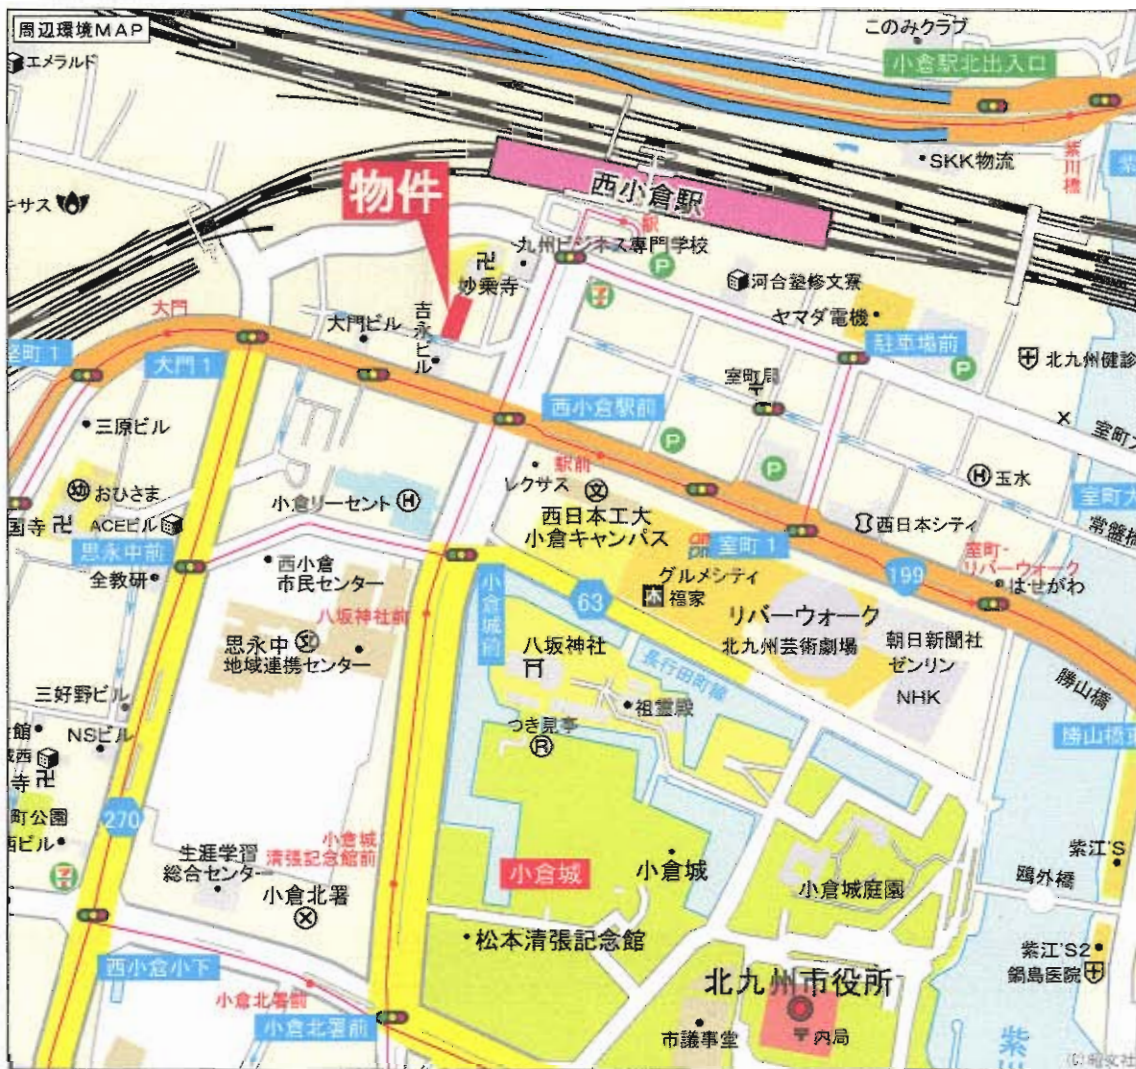 周辺環境MAP
エメラルド
このみクラブ
小倉駅北出入口
SKK物流
紫川橋
キサス
物件
西小倉駅
駅
九州ビジネス専門学校
妙乗寺
河合塾修文寮
ヤマダ電機
駐車場前
北九州健診
大門
大門ビル
吉永ビル
室町1
大門1
室町局
西小倉駅前
三原ビル
駅前
レクサス
おひさま
国寺
ACEビル
小倉リーセント
西日本工大
小倉キャンパス
玉水
西日本シティ
常盤橋
思永中前
全教研
西小倉
市民センター
室町1
199
室町・
リバーウォーク
はせがわ
グルメシティ
福家
63
小倉城前
八坂神社前
リバーウォーク
北九州芸術劇場
朝日新聞社
ゼンリン
NHK
思永中
地域連携センター
八坂神社
長行田町線
勝山橋
三好野ビル
祖霊殿
つき見亭
NSビル
寺
270
町公園
西ビル
小倉城
清張記念館前
生涯学習
総合センター
小倉北署
小倉城
小倉城
小倉城庭園
紫江'S
鴎外橋
松本清張記念館
紫江'S2
鍋島医院
西小倉小下
小倉北署前
小倉北署前
北九州市役所
市議事堂
内局
紫川
(C)昭文社